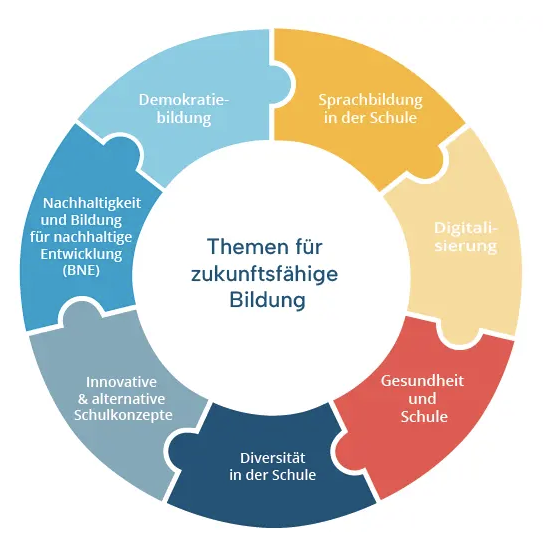 Demokratie-
bildung
Sprachbildung
in der Schule
Digitali-
sierung
Gesundheit
und
Schule
Diversität
in der Schule
Innovative
& alternative
Schulkonzepte
Nachhaltigkeit
und Bildung
für nachhaltige
Entwicklung
(BNE)
Themen für
zukunftsfähige
Bildung